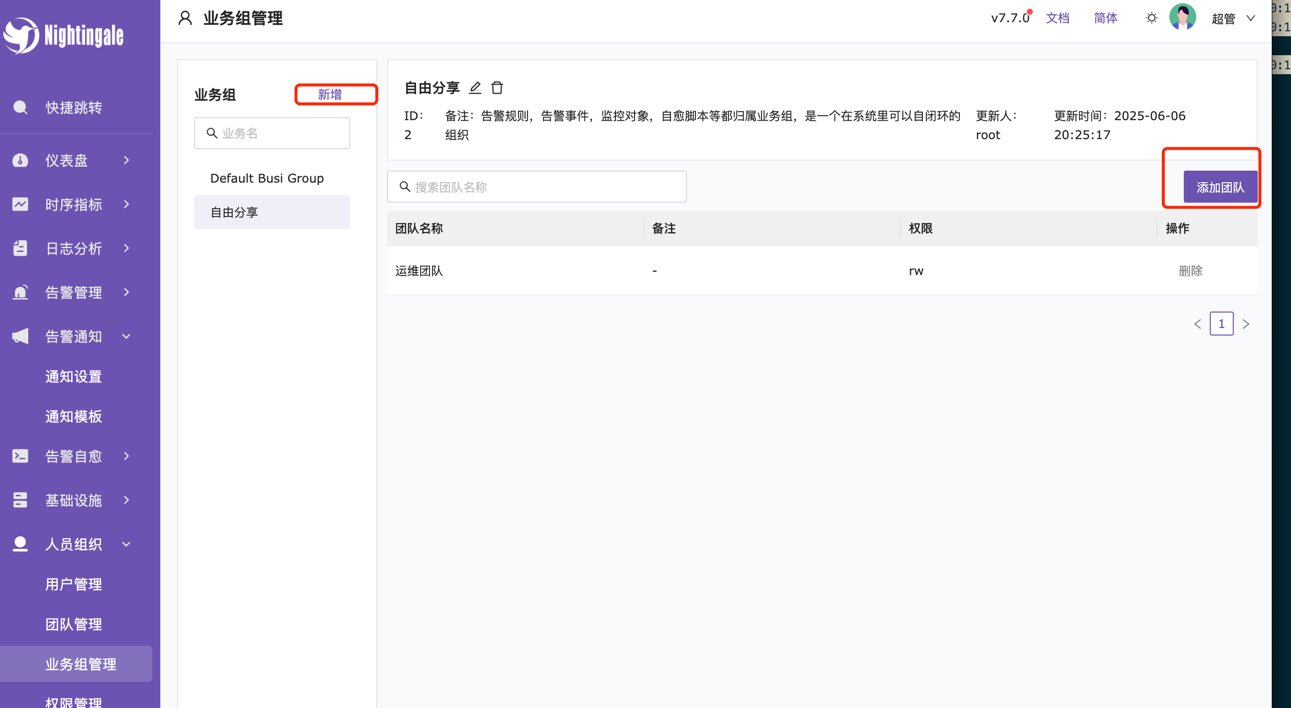 Nightingale
快捷跳转
仪表盘
时序指标
日志分析
告警管理
告警通知
通知设置
通知模板
告警自愈
基础设施
人员组织
用户管理
团队管理
业务组管理
权限管理
业务组管理
v7.7.0
文档
简体
超管
业务组
新增
业务名
Default Busi Group
自由分享
自由分享
ID:
2
备注：告警规则，告警事件，监控对象，自愈脚本等都归属业务组，是一个在系统里可以自闭环的
组织
更新人：
root
更新时间：2025-06-06
20:25:17
搜索团队名称
添加团队
团队名称 备注 权限 操作
运维团队 - rw 删除
1
0:1
0:1
0:1